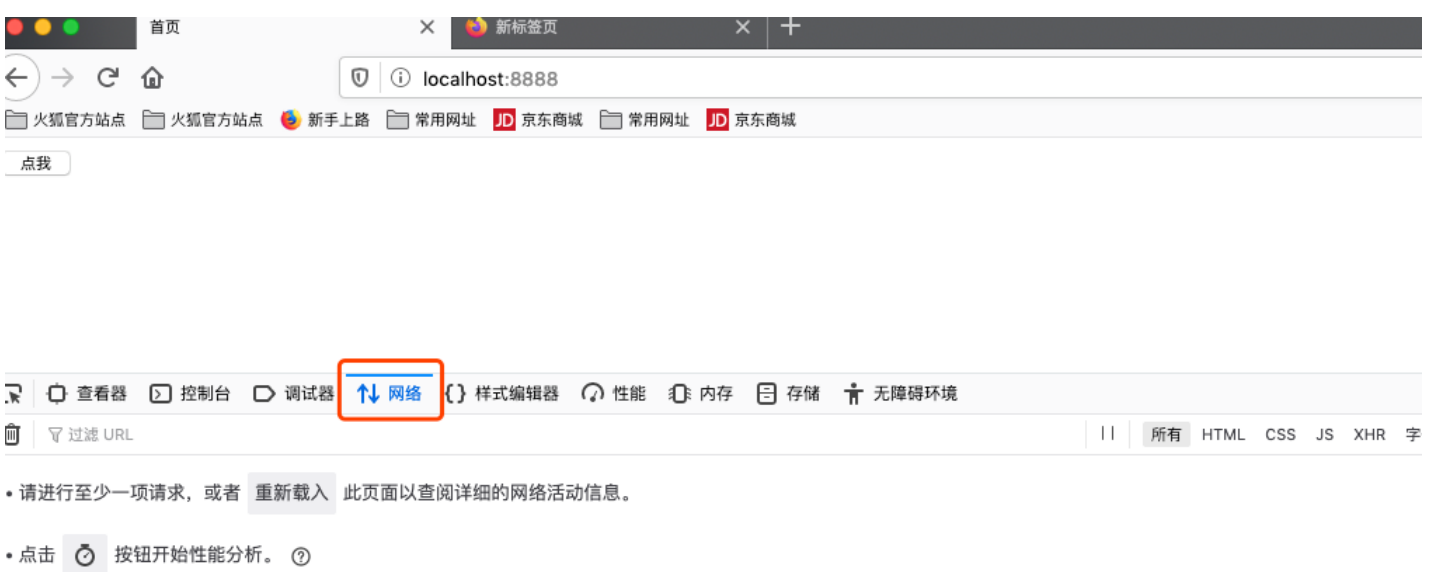 首页 新标签页
localhost:8888
火狐官方站点 火狐官方站点 新手上路 常用网址 JD 京东商城 常用网址 JD 京东商城
点我
查看器 控制台 调试器 网络 {} 样式编辑器 性能 内存 存储 无障碍环境
过滤 URL 所有 HTML CSS JS XHR 字
• 请进行至少一项请求，或者 重新载入 此页面以查阅详细的网络活动信息。
• 点击 按钮开始性能分析。